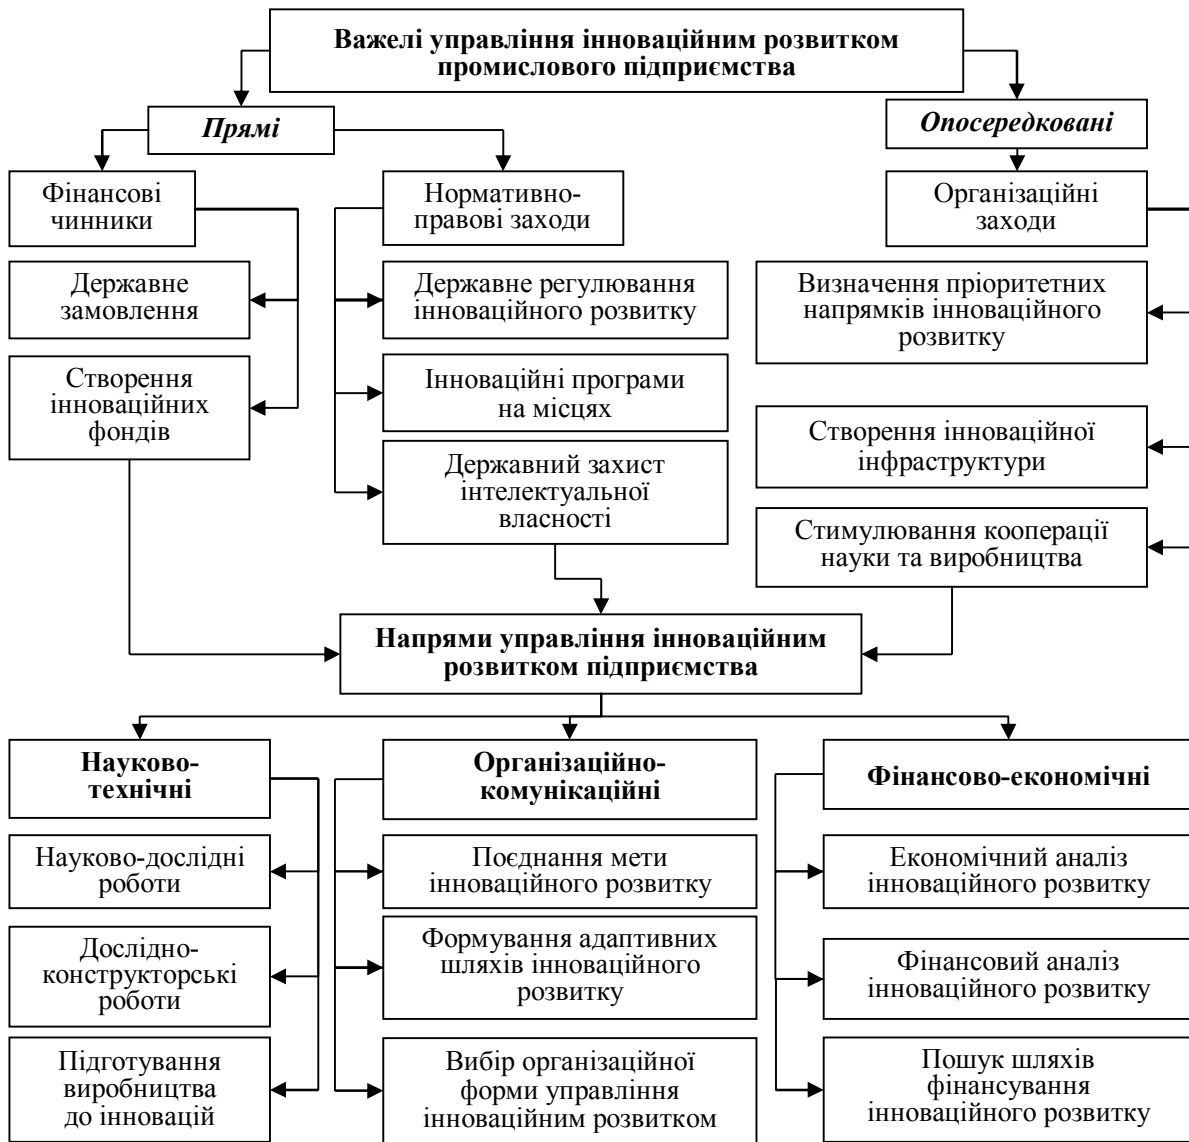 Важелі управління інноваційним розвитком
промислового підприємства
Прямі
Опосередковані
Фінансові
чинники
Нормативно-
правові заходи
Організаційні
заходи
Державне
замовлення
Державне регулювання
інноваційного розвитку
Визначення пріоритетних
напрямків інноваційного
розвитку
Створення
інноваційних
фондів
Інноваційні програми
на місцях
Створення інноваційної
інфраструктури
Державний захист
інтелектуальної
власності
Стимулювання кооперації
науки та виробництва
Напрями управління інноваційним
розвитком підприємства
Науково-
технічні
Організаційно-
комунікаційні
Фінансово-економічні
Науково-дослідні
роботи
Поєднання мети
інноваційного розвитку
Економічний аналіз
інноваційного розвитку
Дослідно-
конструкторські
роботи
Формування адаптивних
шляхів інноваційного
розвитку
Фінансовий аналіз
інноваційного розвитку
Підготування
виробництва
до інновацій
Вибір організаційної
форми управління
інноваційним розвитком
Пошук шляхів
фінансування
інноваційного розвитку